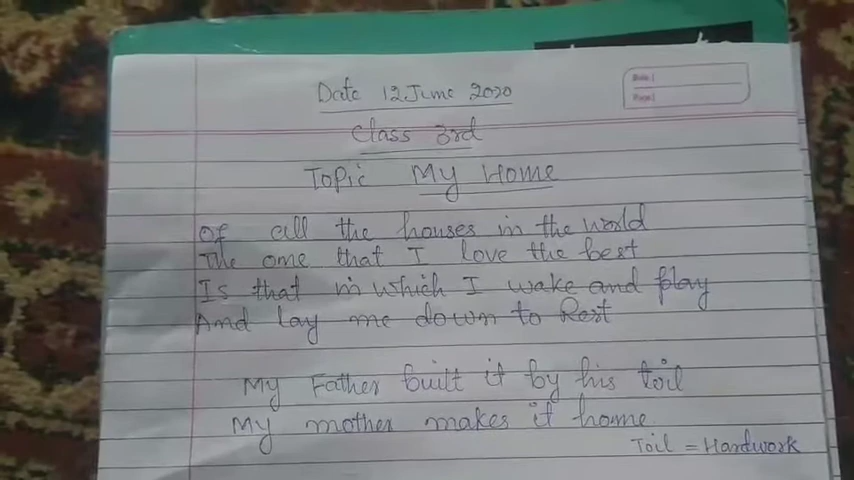 Date 12 June 2020
Date
Page
Class 3rd
Topic My Home
Of all the houses in the world
The one that I love the best
Is that in which I wake and play
And lay me down to Rest
My Father built it by his toil
My mother makes it home
Toil = Hardwork